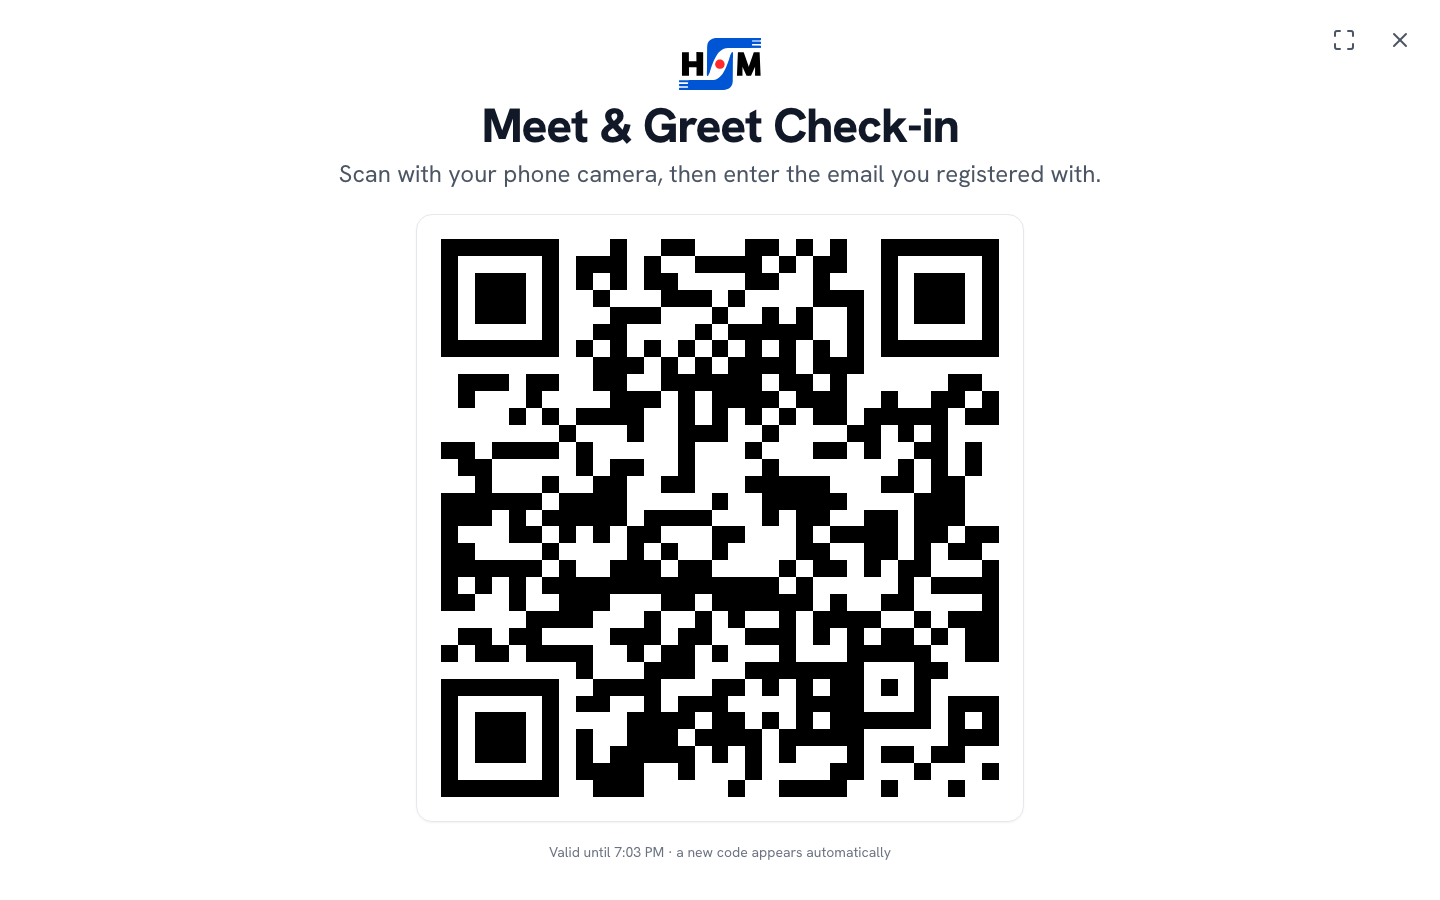 HSM
Meet & Greet Check-in
Scan with your phone camera, then enter the email you registered with.
Valid until 7:03 PM · a new code appears automatically